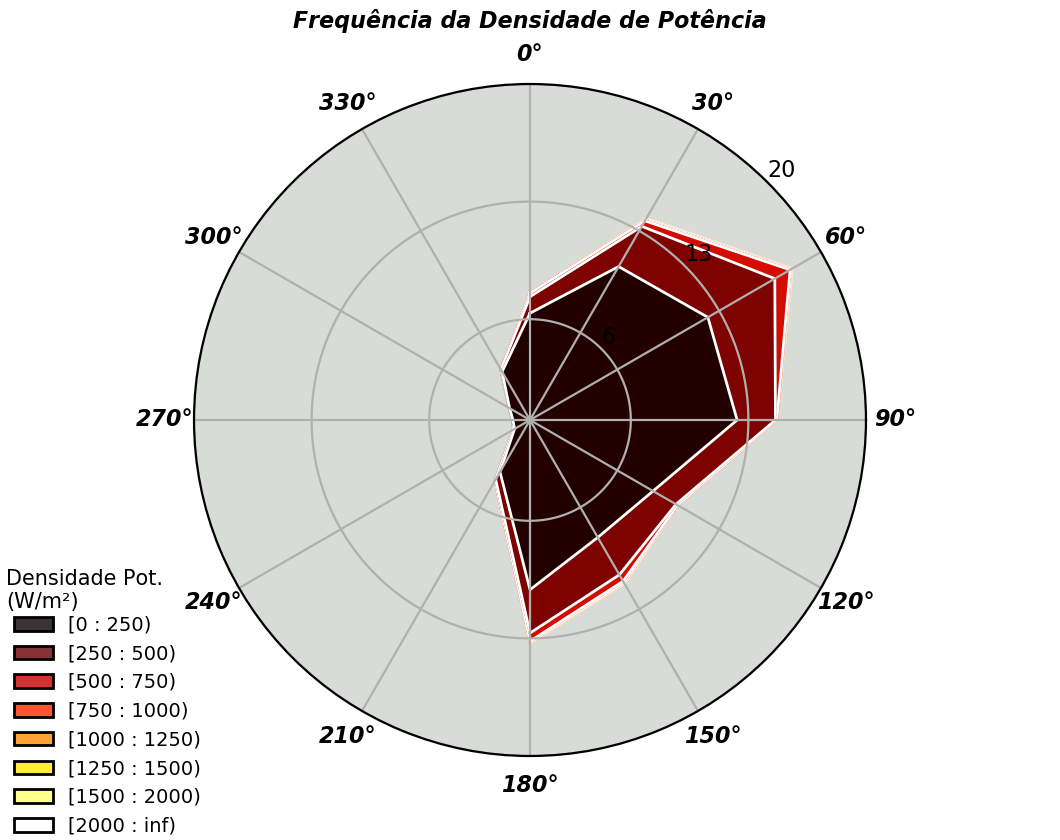 Frequência da Densidade de Potência
0°
330°
30°
20
300°
60°
13
6
270°
90°
Densidade Pot.
(W/m²)
240°
120°
[0 : 250)
[250 : 500)
[500 : 750)
[750 : 1000)
210°
150°
[1000 : 1250)
[1250 : 1500)
180°
[1500 : 2000)
[2000 : inf)